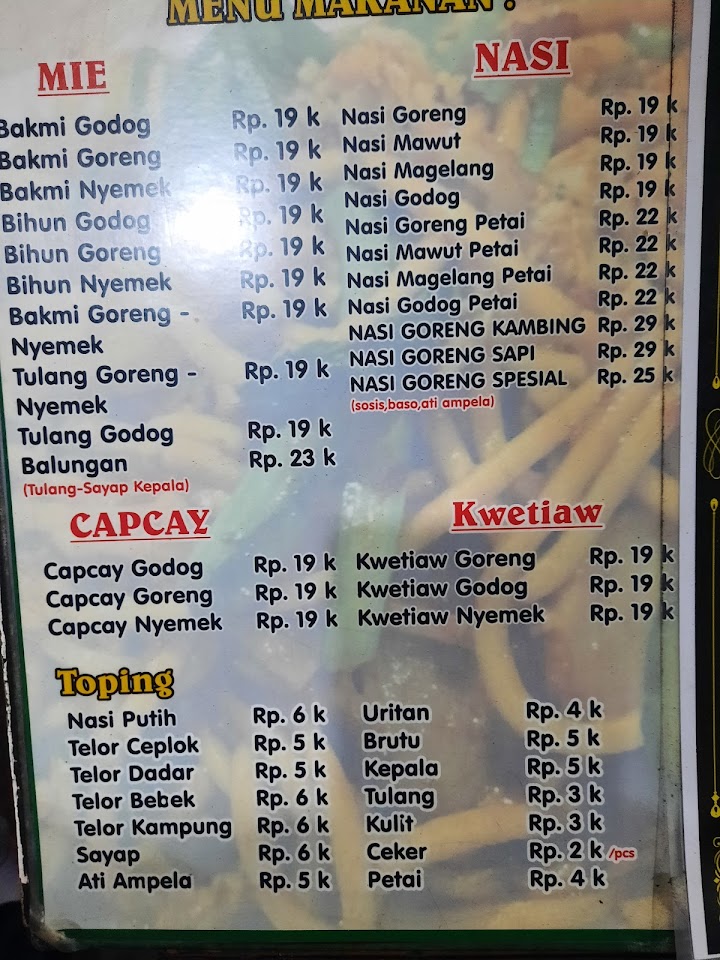 MENU MAKANAN :
MIE
Bakmi Godog Rp. 19 k
Bakmi Goreng Rp. 19 k
Bakmi Nyemek Rp. 19 k
Bihun Godog Rp. 19 k
Bihun Goreng Rp. 19 k
Bihun Nyemek Rp. 19 k
Bakmi Goreng - Rp. 19 k
Nyemek
Tulang Goreng - Rp. 19 k
Nyemek
Tulang Godog Rp. 19 k
Balungan Rp. 23 k
(Tulang-Sayap Kepala)
NASI
Nasi Goreng Rp. 19 k
Nasi Mawut Rp. 19 k
Nasi Magelang Rp. 19 k
Nasi Godog Rp. 19 k
Nasi Goreng Petai Rp. 22 k
Nasi Mawut Petai Rp. 22 k
Nasi Magelang Petai Rp. 22 k
Nasi Godog Petai Rp. 22 k
NASI GORENG KAMBING Rp. 29 k
NASI GORENG SAPI Rp. 29 k
NASI GORENG SPESIAL Rp. 25 k
(sosis,baso,ati ampela)
CAPCAY
Capcay Godog Rp. 19 k
Capcay Goreng Rp. 19 k
Capcay Nyemek Rp. 19 k
Kwetiaw
Kwetiaw Goreng Rp. 19 k
Kwetiaw Godog Rp. 19 k
Kwetiaw Nyemek Rp. 19 k
Toping
Nasi Putih Rp. 6 k
Telor Ceplok Rp. 5 k
Telor Dadar Rp. 5 k
Telor Bebek Rp. 6 k
Telor Kampung Rp. 6 k
Sayap Rp. 6 k
Ati Ampela Rp. 5 k
Uritan Rp. 4 k
Brutu Rp. 5 k
Kepala Rp. 5 k
Tulang Rp. 3 k
Kulit Rp. 3 k
Ceker Rp. 2 k /pcs
Petai Rp. 4 k